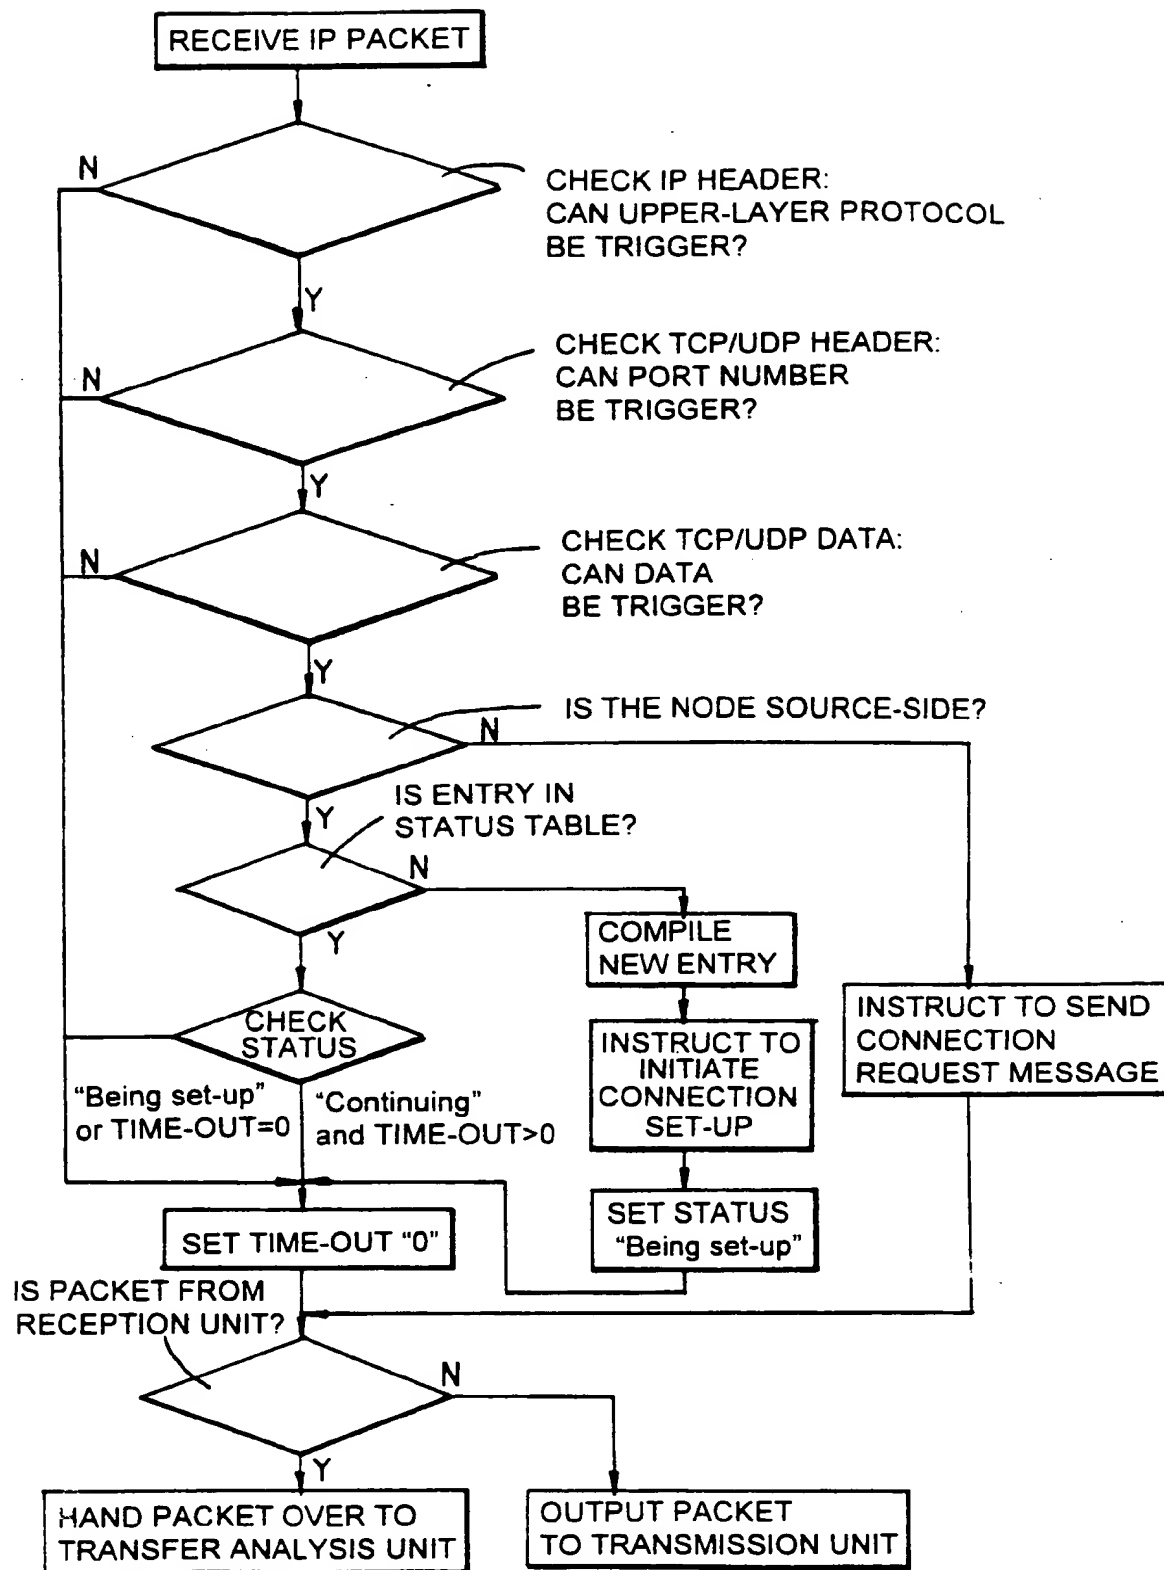 RECEIVE IP PACKET
N
CHECK IP HEADER:
CAN UPPER-LAYER PROTOCOL
BE TRIGGER?
Y
CHECK TCP/UDP HEADER:
CAN PORT NUMBER
BE TRIGGER?
N
Y
CHECK TCP/UDP DATA:
CAN DATA
BE TRIGGER?
N
Y
IS THE NODE SOURCE-SIDE?
N
Y
IS ENTRY IN
STATUS TABLE?
N
Y
COMPILE
NEW ENTRY
CHECK
STATUS
INSTRUCT TO
INITIATE
CONNECTION
SET-UP
INSTRUCT TO SEND
CONNECTION
REQUEST MESSAGE
“Being set-up”
or TIME-OUT=0
“Continuing”
and TIME-OUT>0
SET STATUS
“Being set-up”
SET TIME-OUT “0”
IS PACKET FROM
RECEPTION UNIT?
N
Y
HAND PACKET OVER TO
TRANSFER ANALYSIS UNIT
OUTPUT PACKET
TO TRANSMISSION UNIT